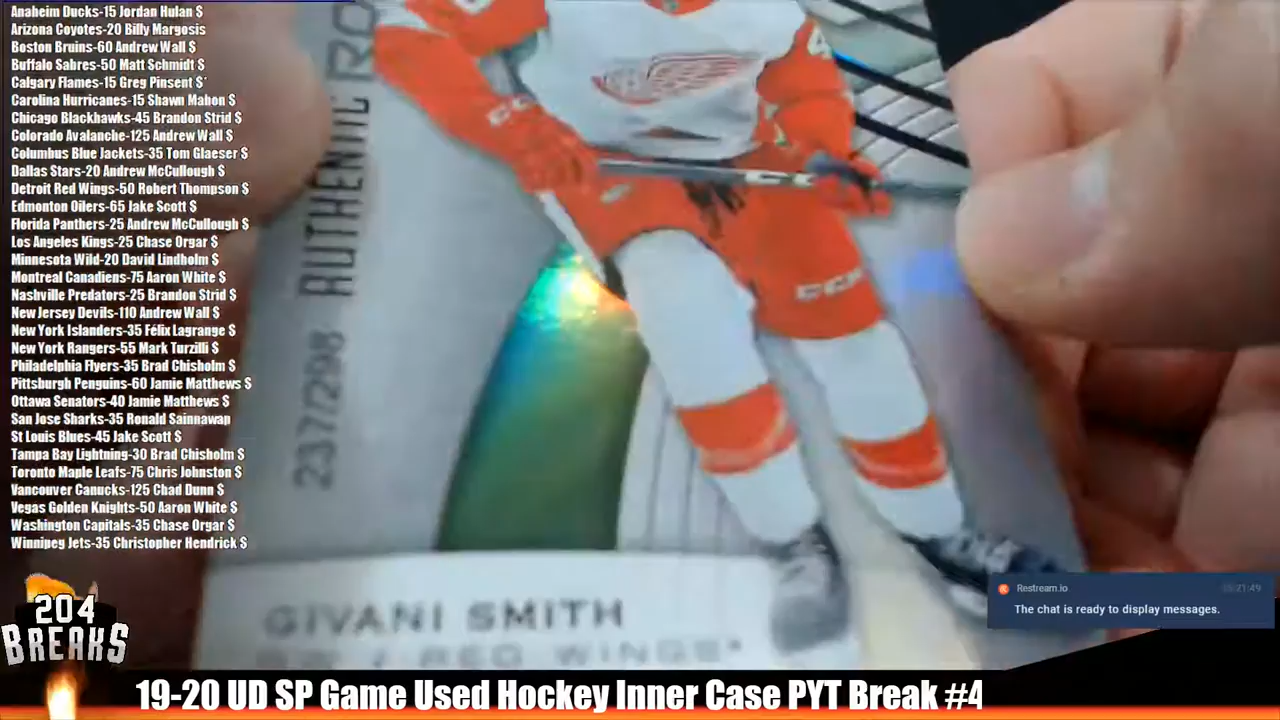 Anaheim Ducks-15 Jordan Hulan $
Arizona Coyotes-20 Billy Margosis
Boston Bruins-60 Andrew Wall $
Buffalo Sabres-50 Matt Schmidt $
Calgary Flames-15 Greg Pinsent $
Carolina Hurricanes-15 Shawn Mahon $
Chicago Blackhawks-45 Brandon Strid $
Colorado Avalanche-125 Andrew Wall $
Columbus Blue Jackets-35 Tom Glaeser $
Dallas Stars-20 Andrew McCullough $
Detroit Red Wings-50 Robert Thompson $
Edmonton Oilers-65 Jake Scott $
Florida Panthers-25 Andrew McCullough $
Los Angeles Kings-25 Chase Orgar $
Minnesota Wild-20 David Lindholm $
Montreal Canadiens-75 Aaron White $
Nashville Predators-25 Brandon Strid $
New Jersey Devils-110 Andrew Wall $
New York Islanders-35 Félix Lagrange $
New York Rangers-55 Mark Turzilli $
Philadelphia Flyers-35 Brad Chisholm $
Pittsburgh Penguins-60 Jamie Matthews $
Ottawa Senators-40 Jamie Matthews $
San Jose Sharks-35 Ronald Sainnawap
St Louis Blues-45 Jake Scott $
Tampa Bay Lightning-30 Brad Chisholm $
Toronto Maple Leafs-75 Chris Johnston $
Vancouver Canucks-125 Chad Dunn $
Vegas Golden Knights-50 Aaron White $
Washington Capitals-35 Chase Orgar $
Winnipeg Jets-35 Christopher Hendrick $
237/298 AUTHENTIC RO
CCM
CCM
GIVANI SMITH
RED WINGS
204
BREAKS
Restream.io
The chat is ready to display messages.
19-20 UD SP Game Used Hockey Inner Case PYT Break #4